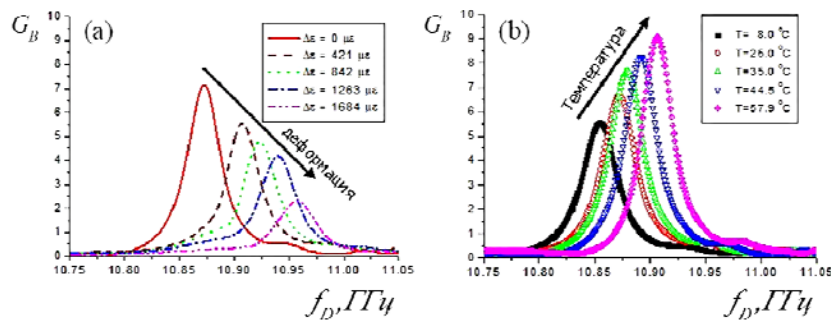 G_B (a)
Δε = 0 με
Δε = 421 με
Δε = 842 με
Δε = 1263 με
Δε = 1684 με
деформация
10
9
8
7
6
5
4
3
2
1
0
10.75 10.80 10.85 10.90 10.95 11.00 11.05
f_D, ГГц
G_B (b)
T= 8.0 °C
T=26.0 °C
T=35.0 °C
T=44.5 °C
T=57.9 °C
Температура
10
9
8
7
6
5
4
3
2
1
0
10.75 10.80 10.85 10.90 10.95 11.00 11.05
f_D, ГГц